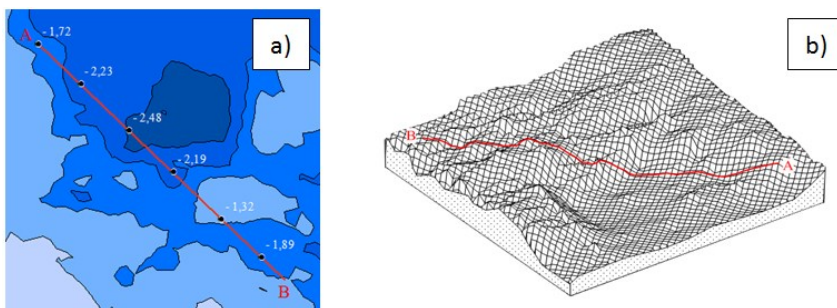 a)
A
- 1,72
- 2,23
- 2,48
- 2,19
- 1,32
- 1,89
B
b)
B
A